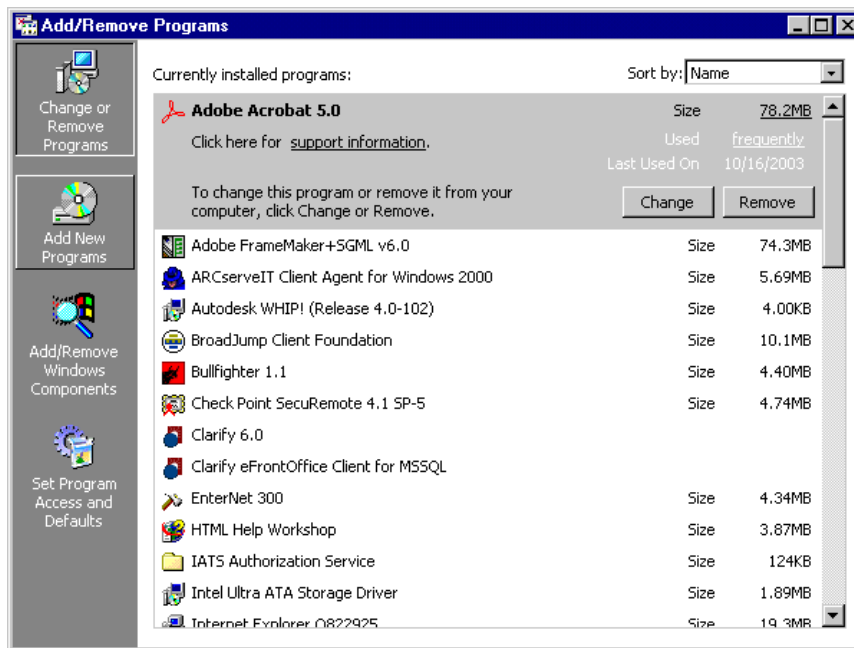 Add/Remove Programs
Change or
Remove
Programs
Add New
Programs
Add/Remove
Windows
Components
Set Program
Access and
Defaults
Currently installed programs:
Sort by: Name
Adobe Acrobat 5.0 Size 78.2MB
Click here for support information. Used frequently
Last Used On 10/16/2003
To change this program or remove it from your
computer, click Change or Remove.
Change Remove
Adobe FrameMaker+SGML v6.0 Size 74.3MB
ARCserveIT Client Agent for Windows 2000 Size 5.69MB
Autodesk WHIP! (Release 4.0-102) Size 4.00KB
BroadJump Client Foundation Size 10.1MB
Bullfighter 1.1 Size 4.40MB
Check Point SecuRemote 4.1 SP-5 Size 4.74MB
Clarify 6.0
Clarify eFrontOffice Client for MSSQL
EnterNet 300 Size 4.34MB
HTML Help Workshop Size 3.87MB
IATS Authorization Service Size 124KB
Intel Ultra ATA Storage Driver Size 1.89MB
Internet Explorer Q822925 Size 19.3MB